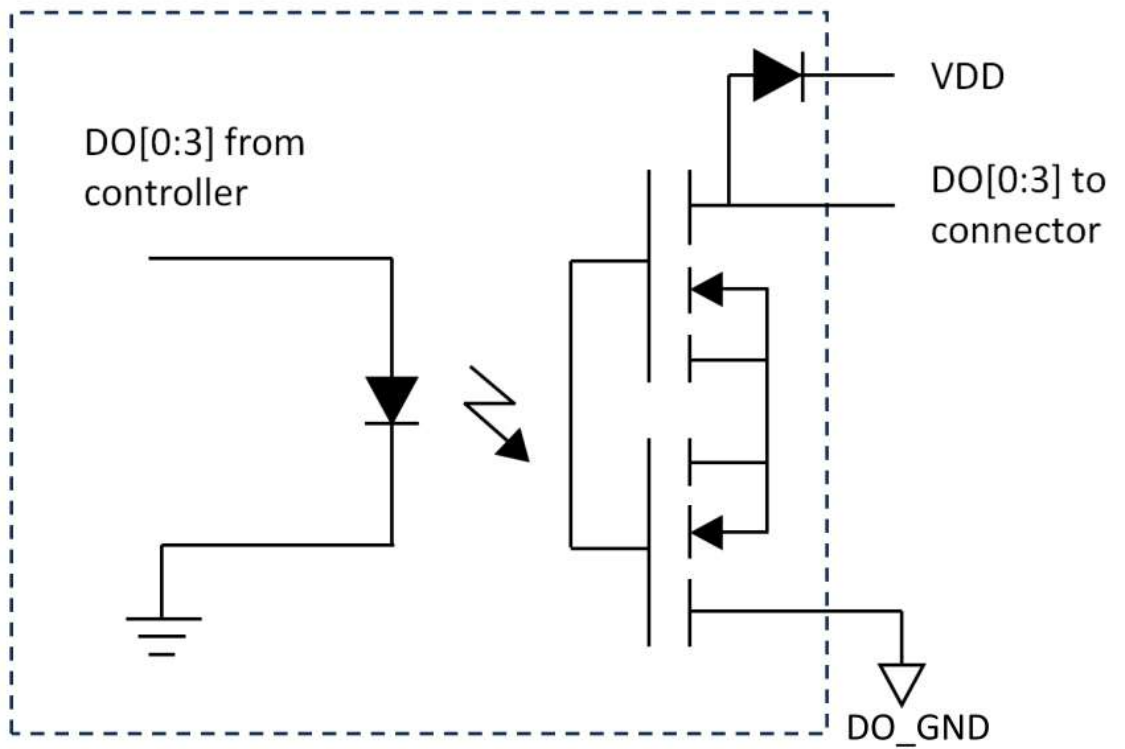 VDD
DO[0:3] from
controller
DO[0:3] to
connector
DO_GND